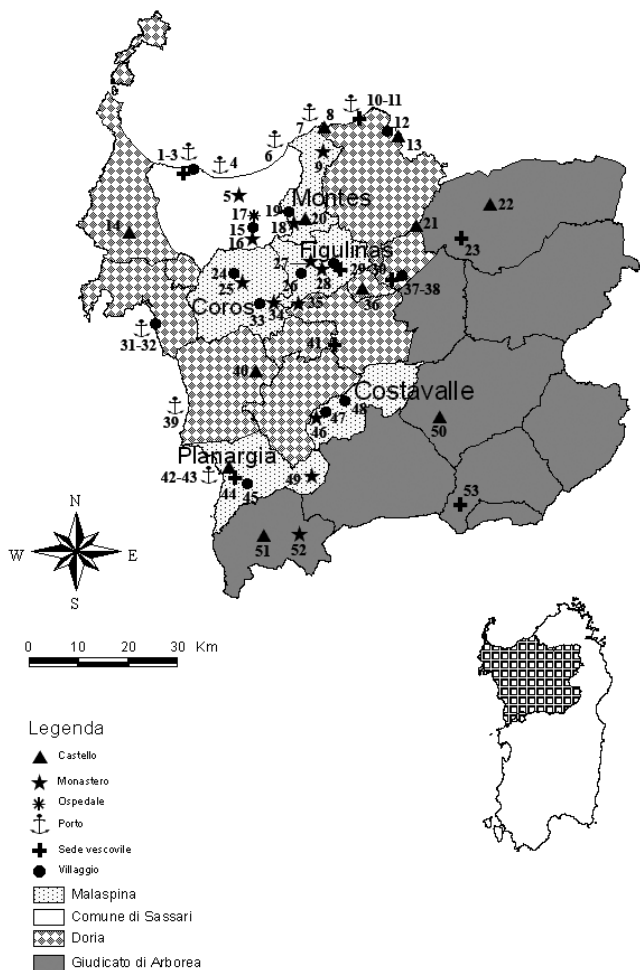 10-11
8
7
12
1-3
4
6
13
9
5
Montes
19
17
20
22
14
15
18
21
16
Figulinas
23
27
24
29-30
25
26
28
37-38
Coros
34
35
36
33
31-32
41
40
Costavalle
39
48
47
46
50
Planargia
49
42-43
44
45
53
51
52
N
W
E
S
0 10 20 30 Km
Legenda
Castello
Monastero
Ospedale
Porto
Sede vescovile
Villaggio
Malaspina
Comune di Sassari
Doria
Giudicato di Arborea